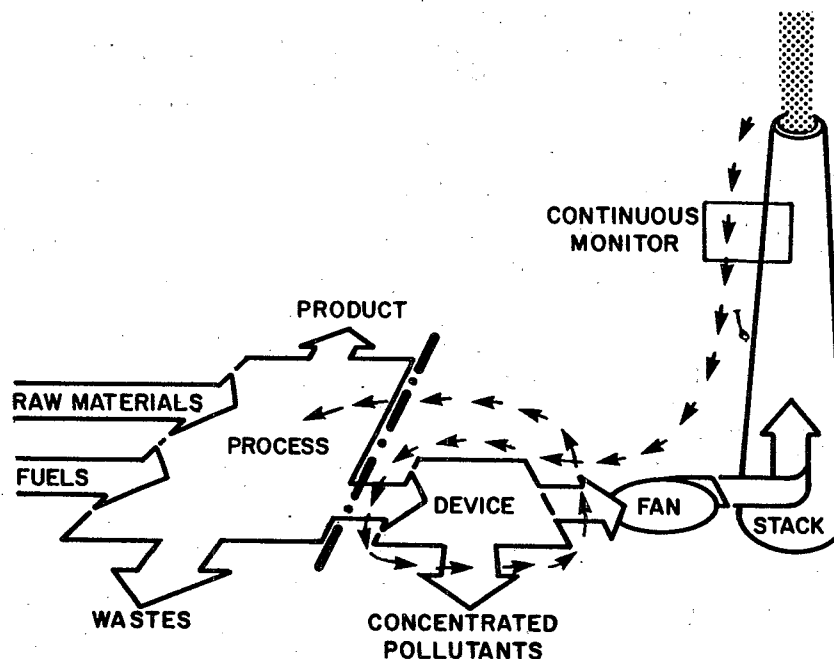 CONTINUOUS
MONITOR
PRODUCT
RAW MATERIALS
PROCESS
FUELS
DEVICE
FAN
STACK
WASTES
CONCENTRATED
POLLUTANTS